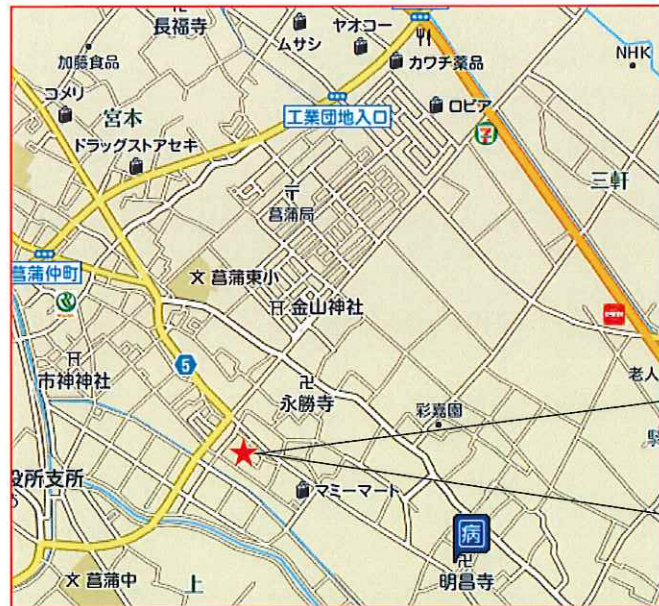 長福寺
ムサシ
ヤオコー
加藤食品
カワチ薬品
NHK
コメリ
宮本
ロピア
工業団地入口
ドラッグストアセキ
7
三軒
菖蒲局
菖蒲仲町
菖蒲東小
金山神社
5
市神神社
老人
永勝寺
彩嘉園
役所支所
マミーマート
病
明昌寺
菖蒲中
上